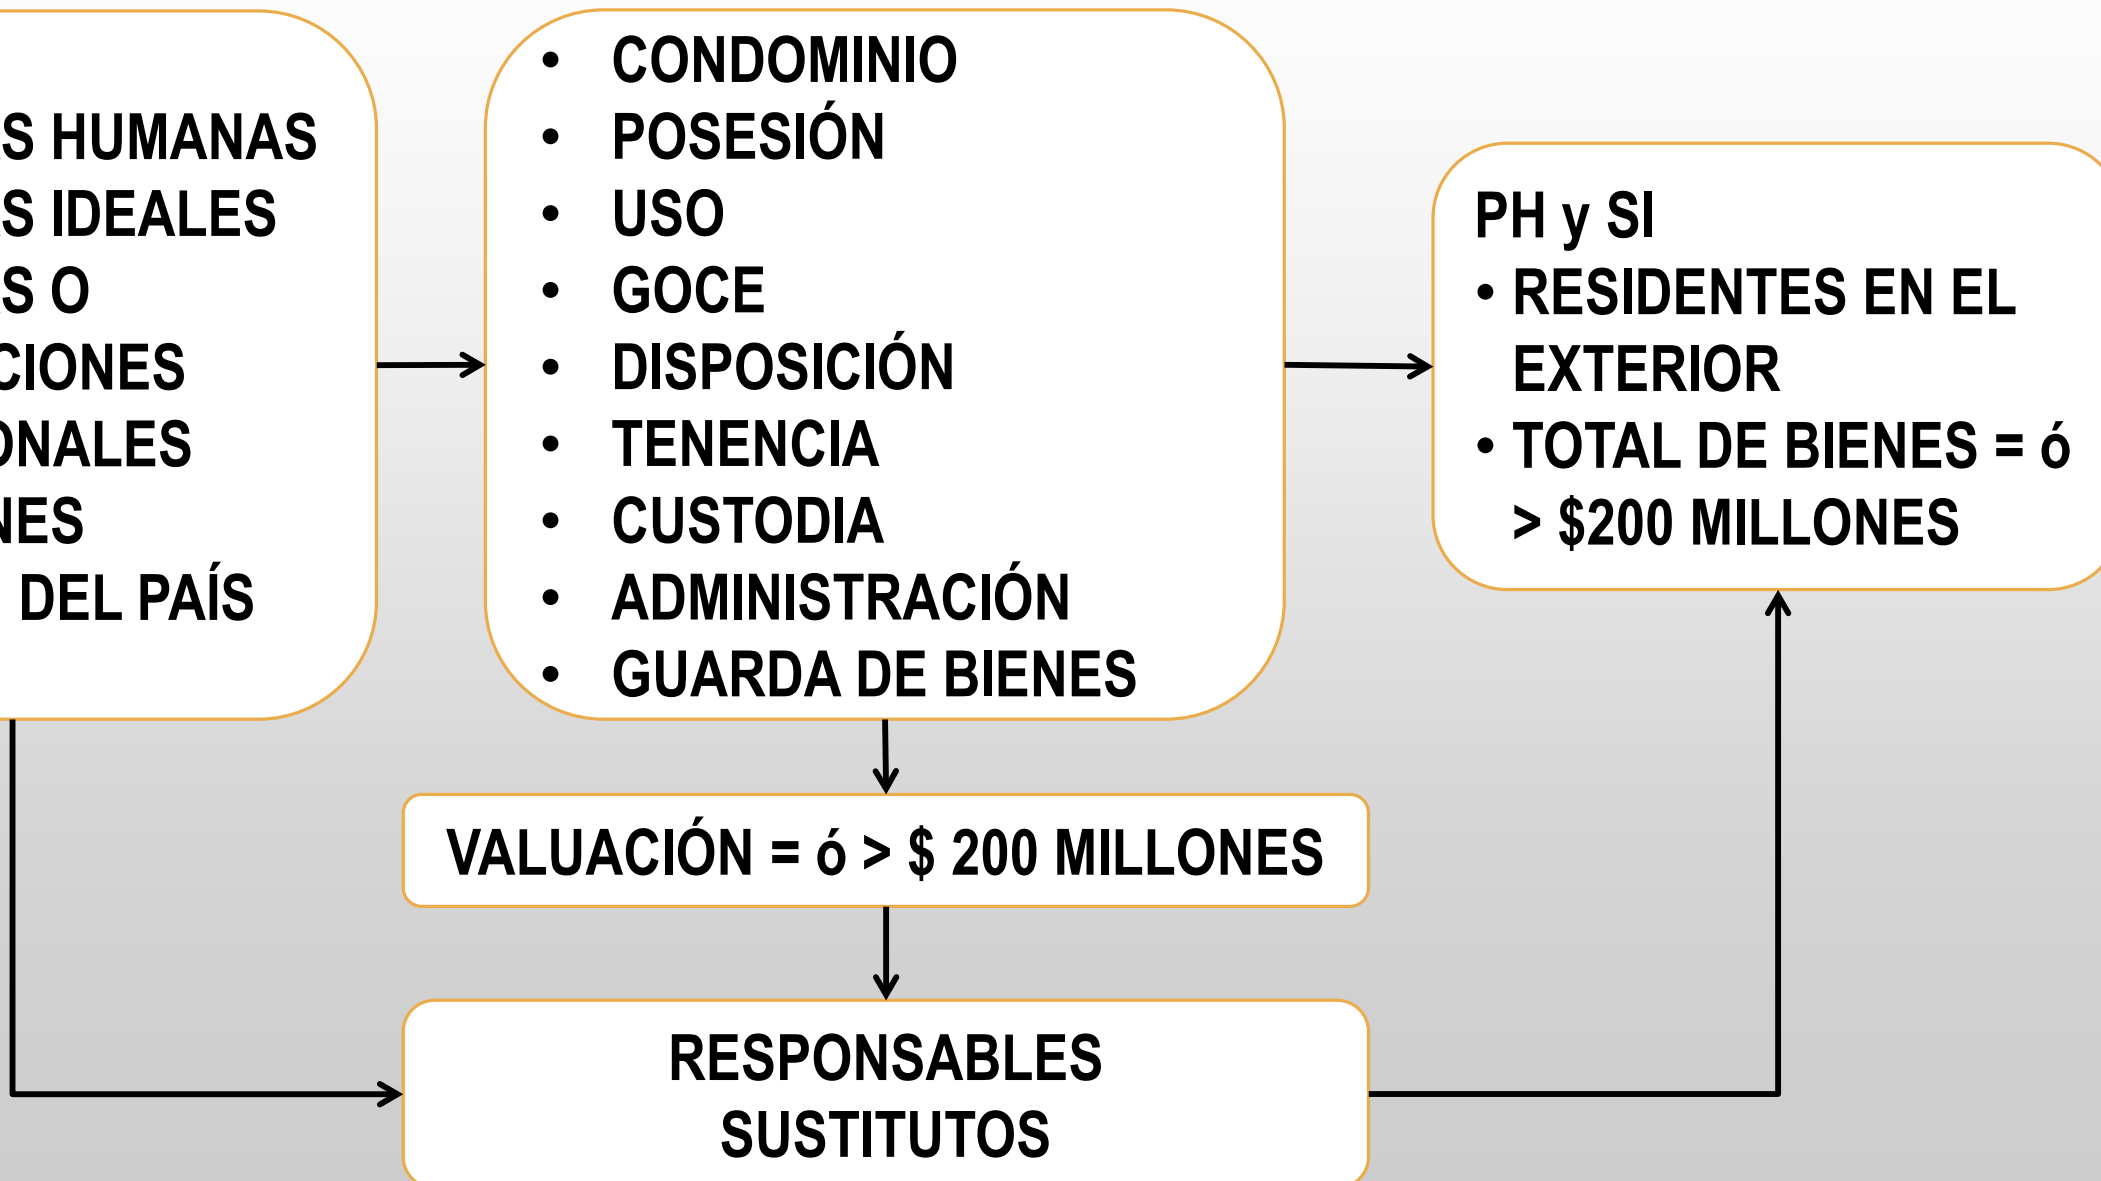 S HUMANAS
S IDEALES
S O
CIONES
ONALES
NES
DEL PAÍS
• CONDOMINIO
• POSESIÓN
• USO
• GOCE
• DISPOSICIÓN
• TENENCIA
• CUSTODIA
• ADMINISTRACIÓN
• GUARDA DE BIENES
PH y SI
• RESIDENTES EN EL
EXTERIOR
• TOTAL DE BIENES = ó
> $200 MILLONES
VALUACIÓN = ó > $ 200 MILLONES
RESPONSABLES
SUSTITUTOS